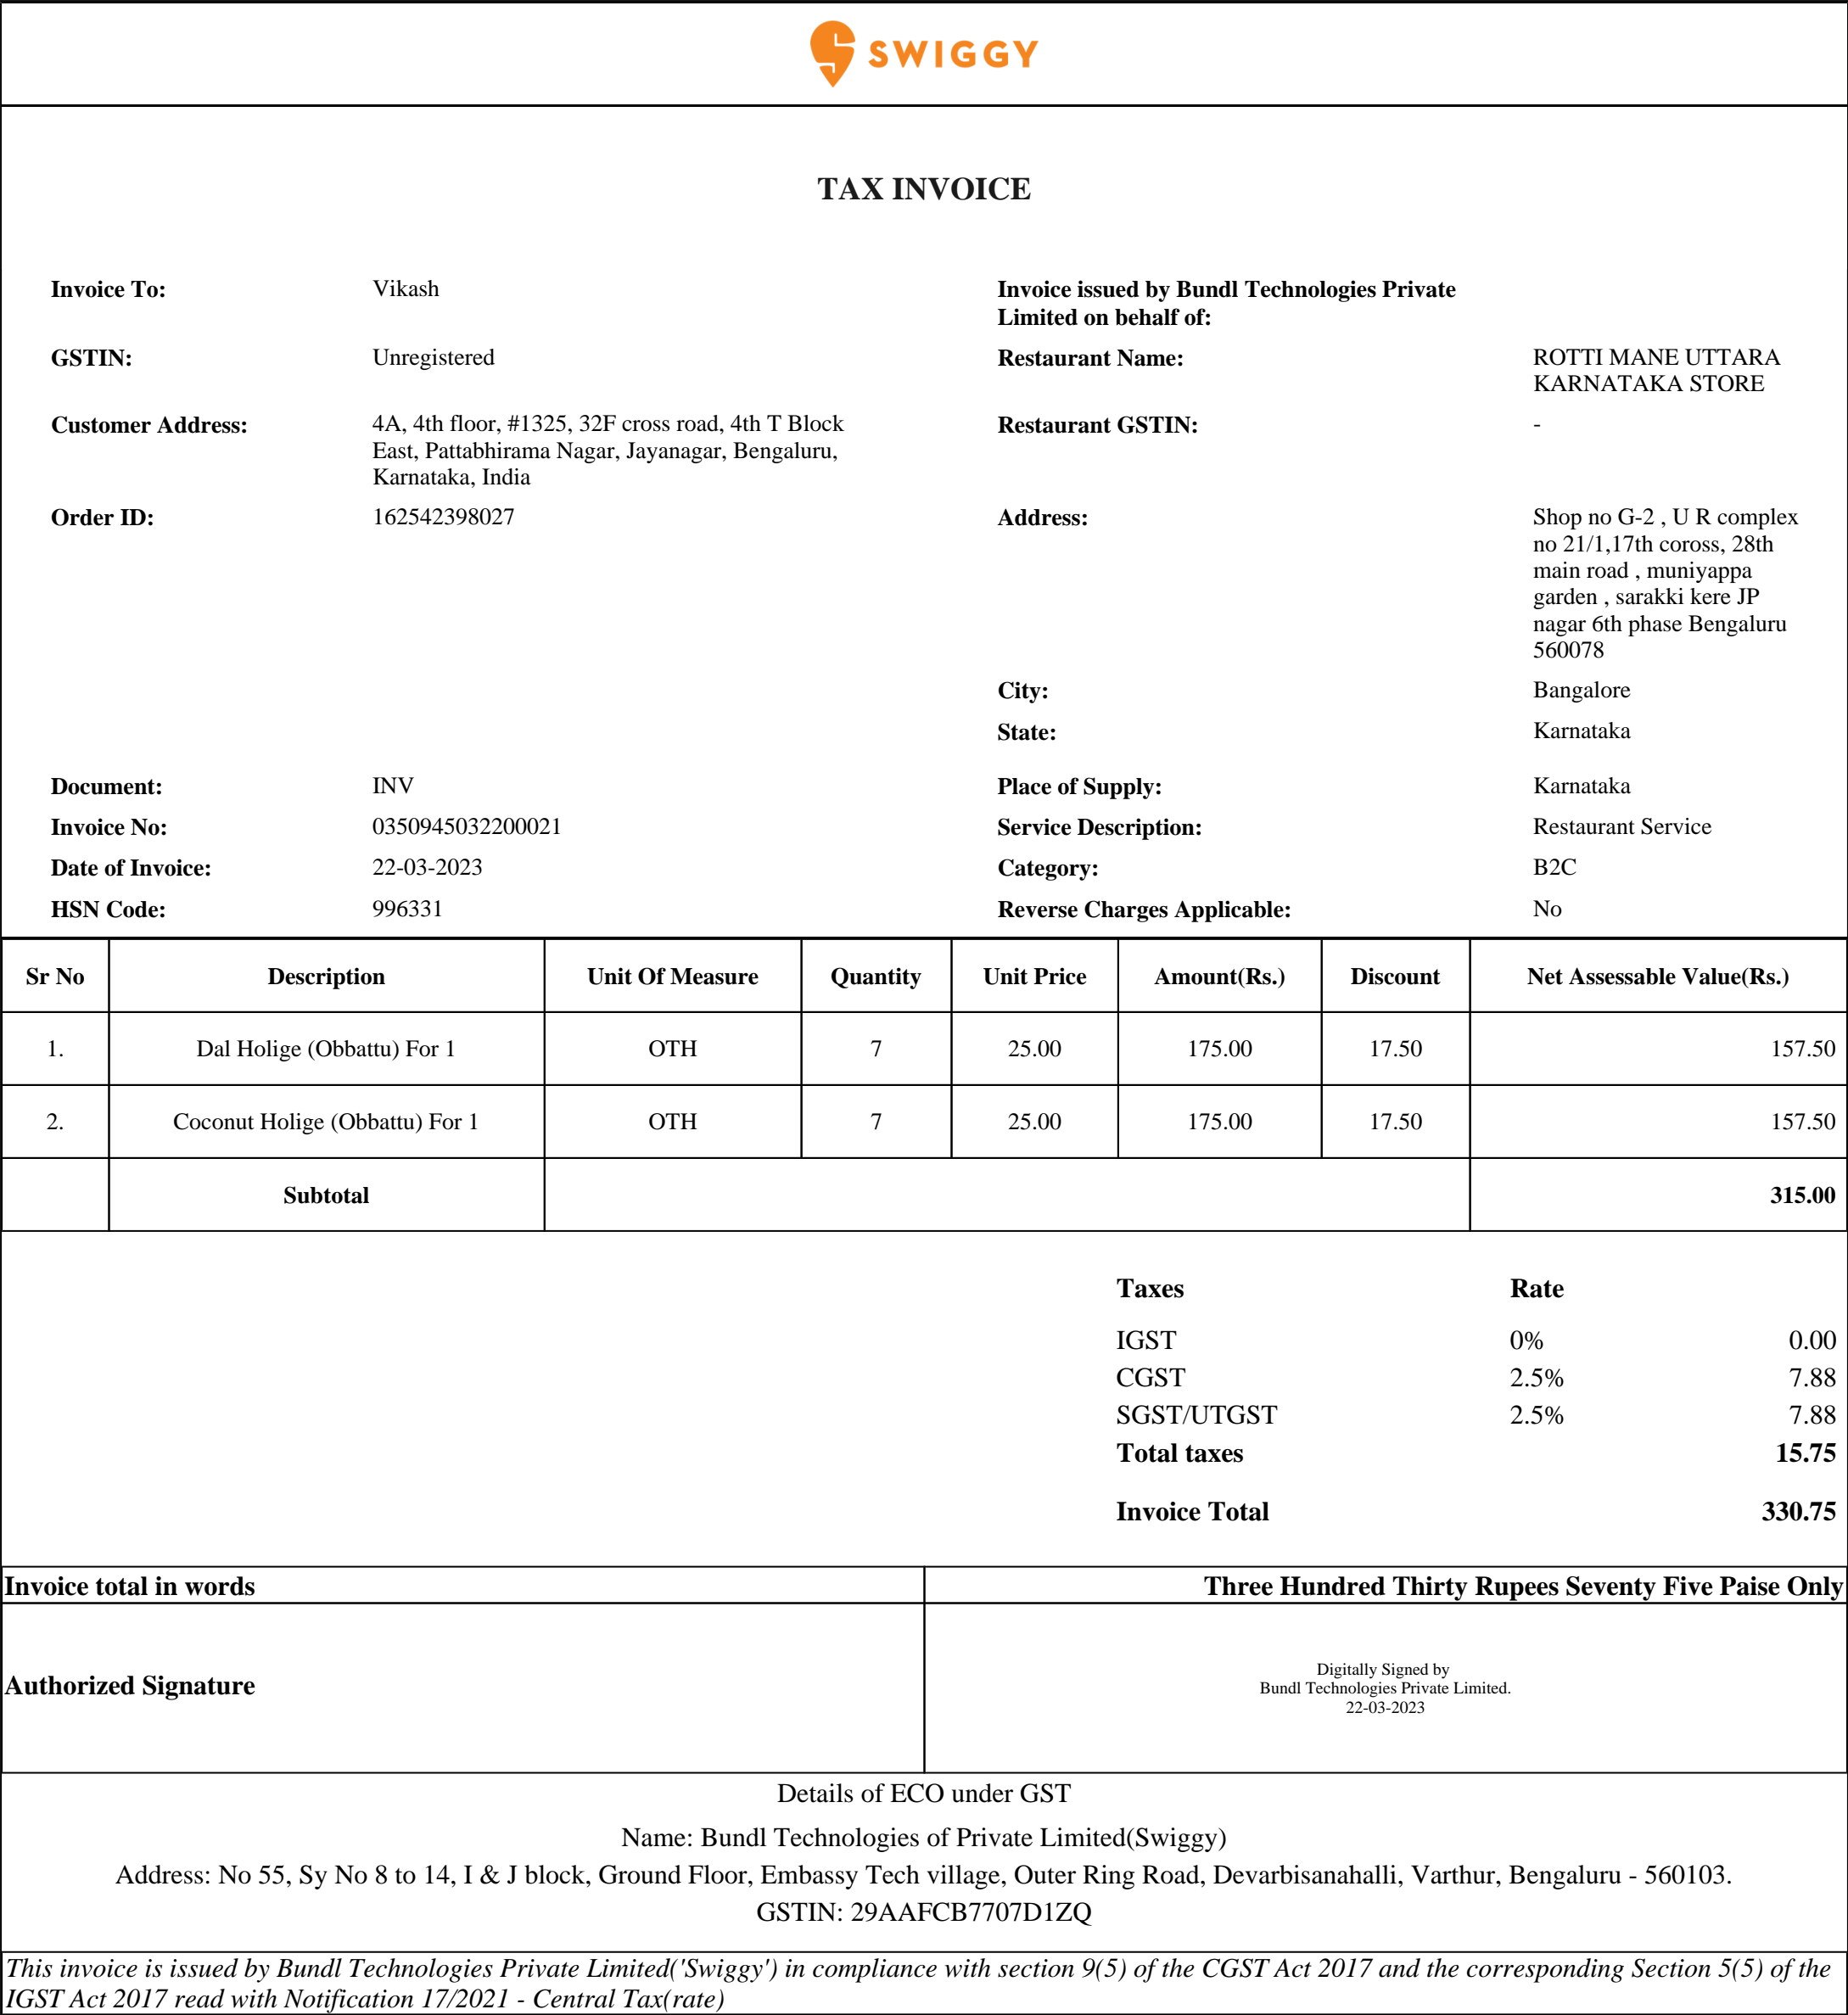 SWIGGY
TAX INVOICE
Invoice To: Vikash Invoice issued by Bundl Technologies Private
Limited on behalf of:
GSTIN: Unregistered Restaurant Name: ROTTI MANE UTTARA
KARNATAKA STORE
Customer Address: 4A, 4th floor, #1325, 32F cross road, 4th T Block Restaurant GSTIN: -
East, Pattabhirama Nagar, Jayanagar, Bengaluru,
Karnataka, India
Order ID: 162542398027 Address: Shop no G-2 , U R complex
no 21/1,17th coross, 28th
main road , muniyappa
garden , sarakki kere JP
nagar 6th phase Bengaluru
560078
City: Bangalore
State: Karnataka
Document: INV Place of Supply: Karnataka
Invoice No: 0350945032200021 Service Description: Restaurant Service
Date of Invoice: 22-03-2023 Category: B2C
HSN Code: 996331 Reverse Charges Applicable: No
Sr No Description Unit Of Measure Quantity Unit Price Amount(Rs.) Discount Net Assessable Value(Rs.)
1. Dal Holige (Obbattu) For 1 OTH 7 25.00 175.00 17.50 157.50
2. Coconut Holige (Obbattu) For 1 OTH 7 25.00 175.00 17.50 157.50
Subtotal 315.00
Taxes Rate
IGST 0% 0.00
CGST 2.5% 7.88
SGST/UTGST 2.5% 7.88
Total taxes 15.75
Invoice Total 330.75
Invoice total in words Three Hundred Thirty Rupees Seventy Five Paise Only
Authorized Signature
Digitally Signed by
Bundl Technologies Private Limited.
22-03-2023
Details of ECO under GST
Name: Bundl Technologies of Private Limited(Swiggy)
Address: No 55, Sy No 8 to 14, I & J block, Ground Floor, Embassy Tech village, Outer Ring Road, Devarbisanahalli, Varthur, Bengaluru - 560103.
GSTIN: 29AAFCB7707D1ZQ
This invoice is issued by Bundl Technologies Private Limited('Swiggy') in compliance with section 9(5) of the CGST Act 2017 and the corresponding Section 5(5) of the
IGST Act 2017 read with Notification 17/2021 - Central Tax(rate)